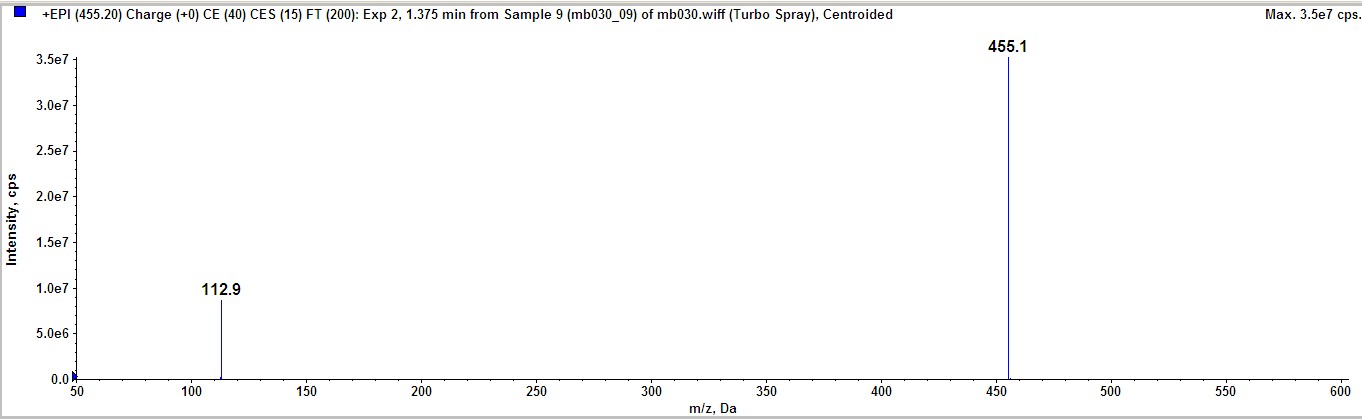 +EPI (455.20) Charge (+0) CE (40) CES (15) FT (200): Exp 2, 1.375 min from Sample 9 (mb030_09) of mb030.wiff (Turbo Spray), Centroided
Max. 3.5e7 cps.
455.1
3.5e7
3.0e7
2.5e7
2.0e7
1.5e7
1.0e7
5.0e6
0.0
Intensity, cps
112.9
50 100 150 200 250 300 350 400 450 500 550 600
m/z, Da